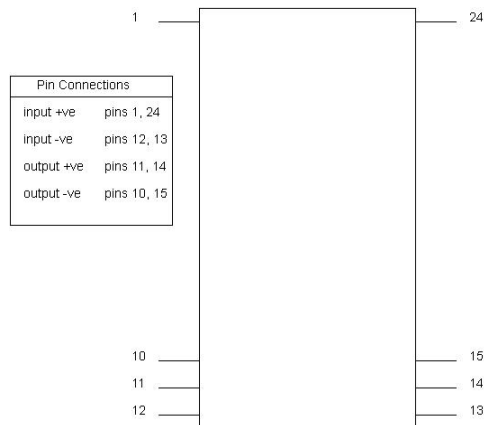 1 24
Pin Connections
input +ve pins 1, 24
input -ve pins 12, 13
output +ve pins 11, 14
output -ve pins 10, 15
10 15
11 14
12 13